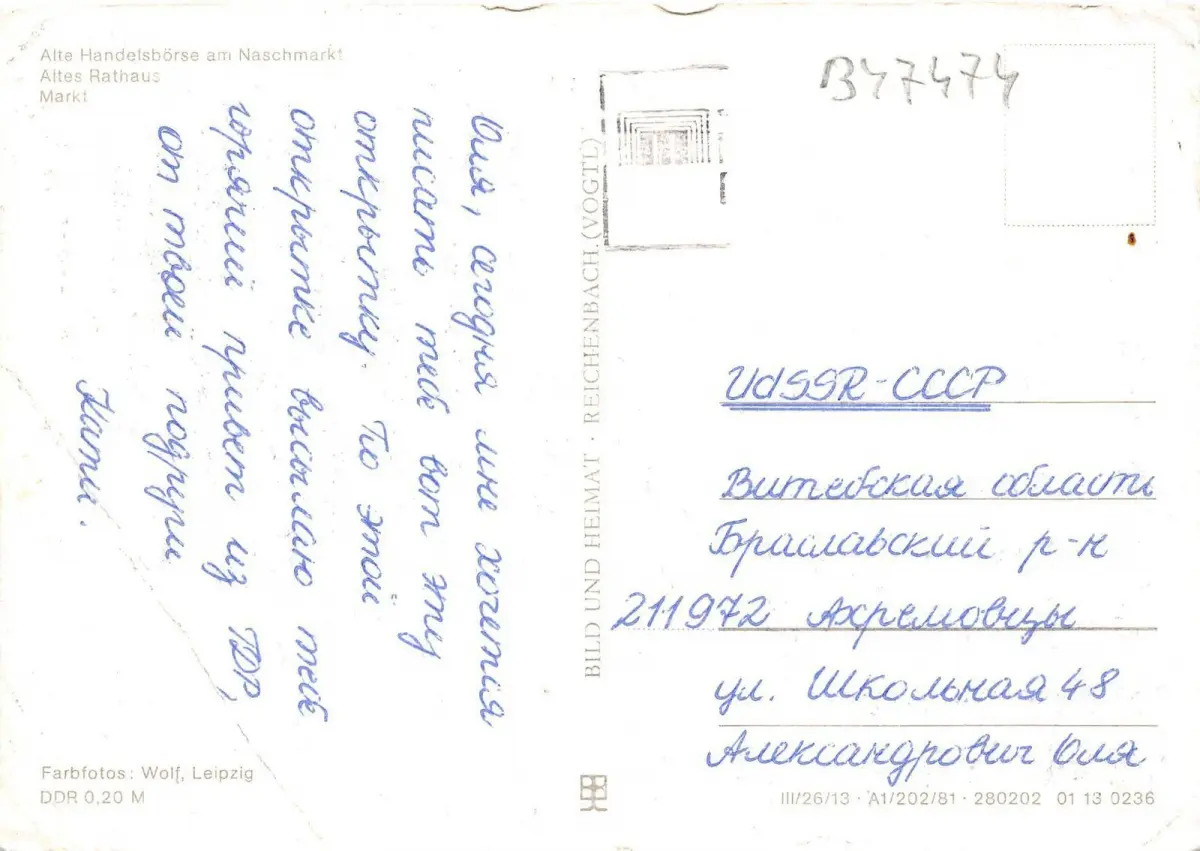 Alte Handelsbörse am Naschmarkt
Altes Rathaus
Markt
B47474
Оля, сегодня мне хочется
писать тебе вот эту
открытку. По этой
открытке высылаю тебе
горячий привет из ГДР,
от твоей подруги
Кати.
BILD UND HEIMAT · REICHENBACH (VOGTL)
UdSSR-СССР
Витебская область
Браславский р-н
211972 Ахремовцы
ул. Школьная 48
Александрович Оля
Farbfotos: Wolf, Leipzig
DDR 0,20 M
III/26/13 · A1/202/81 · 280202 01 13 0236